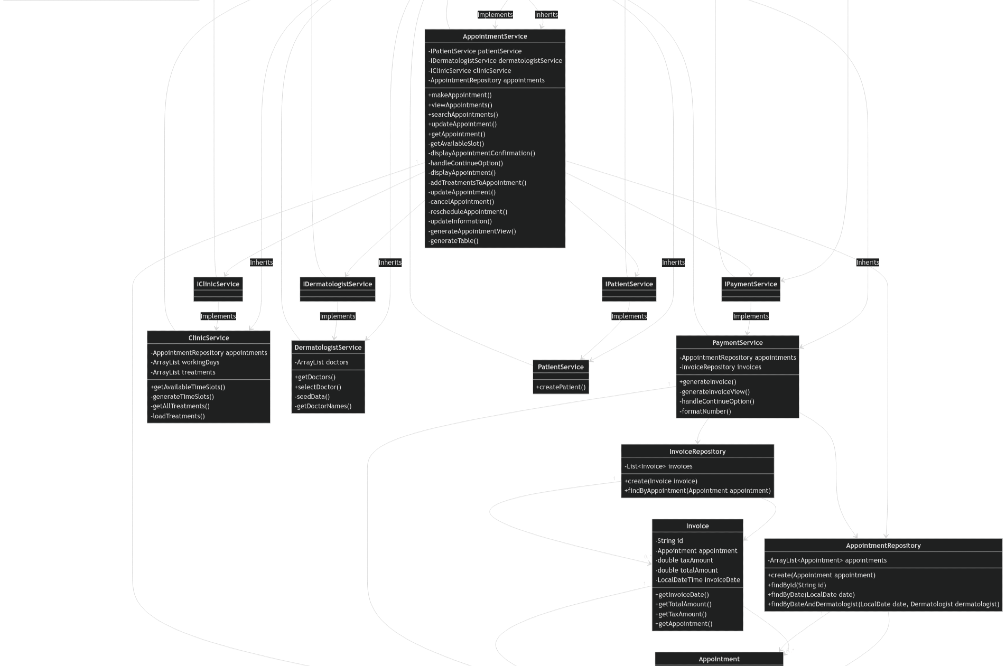 Implements
Inherits
AppointmentService
-IPatientService patientService
-IDermatologistService dermatologistService
-IClinicService clinicService
-AppointmentRepository appointments
+makeAppointment()
+viewAppointments()
+searchAppointments()
+updateAppointment()
+getAppointment()
-getAvailableSlot()
-displayAppointmentConfirmation()
-handleContinueOption()
-displayAppointment()
-addTreatmentsToAppointment()
-updateAppointment()
-cancelAppointment()
-rescheduleAppointment()
-updateInformation()
-generateAppointmentView()
-generateTable()
Inherits
Inherits
Inherits
Inherits
IClinicService
IDermatologistService
IPatientService
IPaymentService
Implements
Implements
Implements
Implements
ClinicService
-AppointmentRepository appointments
-ArrayList workingDays
-ArrayList treatments
+getAvailableTimeSlots()
-generateTimeSlots()
-getAllTreatments()
-loadTreatments()
DermatologistService
-ArrayList doctors
+getDoctors()
+selectDoctor()
-seedData()
-getDoctorNames()
PatientService
+createPatient()
PaymentService
-AppointmentRepository appointments
-InvoiceRepository invoices
+generateInvoice()
-generateInvoiceView()
-handleContinueOption()
-formatNumber()
InvoiceRepository
-List<Invoice> invoices
+create(Invoice invoice)
+findByAppointment(Appointment appointment)
Invoice
-String id
-Appointment appointment
-double taxAmount
-double totalAmount
-LocalDateTime invoiceDate
+getInvoiceDate()
+getTotalAmount()
+getTaxAmount()
+getAppointment()
AppointmentRepository
-ArrayList<Appointment> appointments
+create(Appointment appointment)
+findById(String id)
+findByDate(LocalDate date)
+findByDateAndDermatologist(LocalDate date, Dermatologist dermatologist)
Appointment